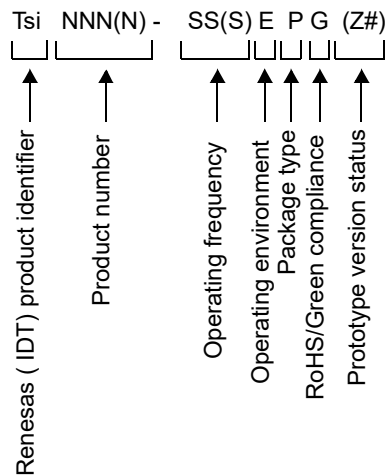 Tsi NNN(N) - SS(S) E P G (Z#)
Renesas ( IDT) product identifier
Product number
Operating frequency
Operating environment
Package type
RoHS/Green compliance
Prototype version status